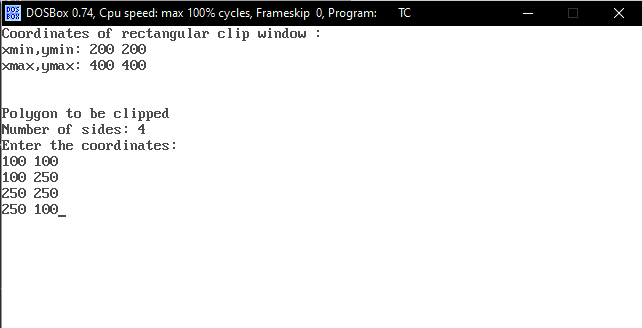 DOSBox 0.74, Cpu speed: max 100% cycles, Frameskip 0, Program: TC
Coordinates of rectangular clip window :
xmin,ymin: 200 200
xmax,ymax: 400 400
Polygon to be clipped
Number of sides: 4
Enter the coordinates:
100 100
100 250
250 250
250 100_